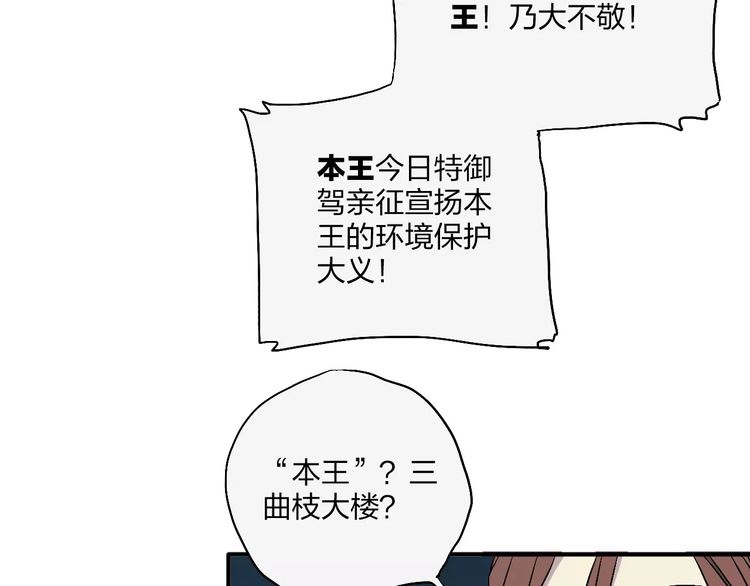 王！乃大不敬！
本王今日特御
驾亲征宣扬本
王的环境保护
大义！
“本王”？三
曲枝大楼？